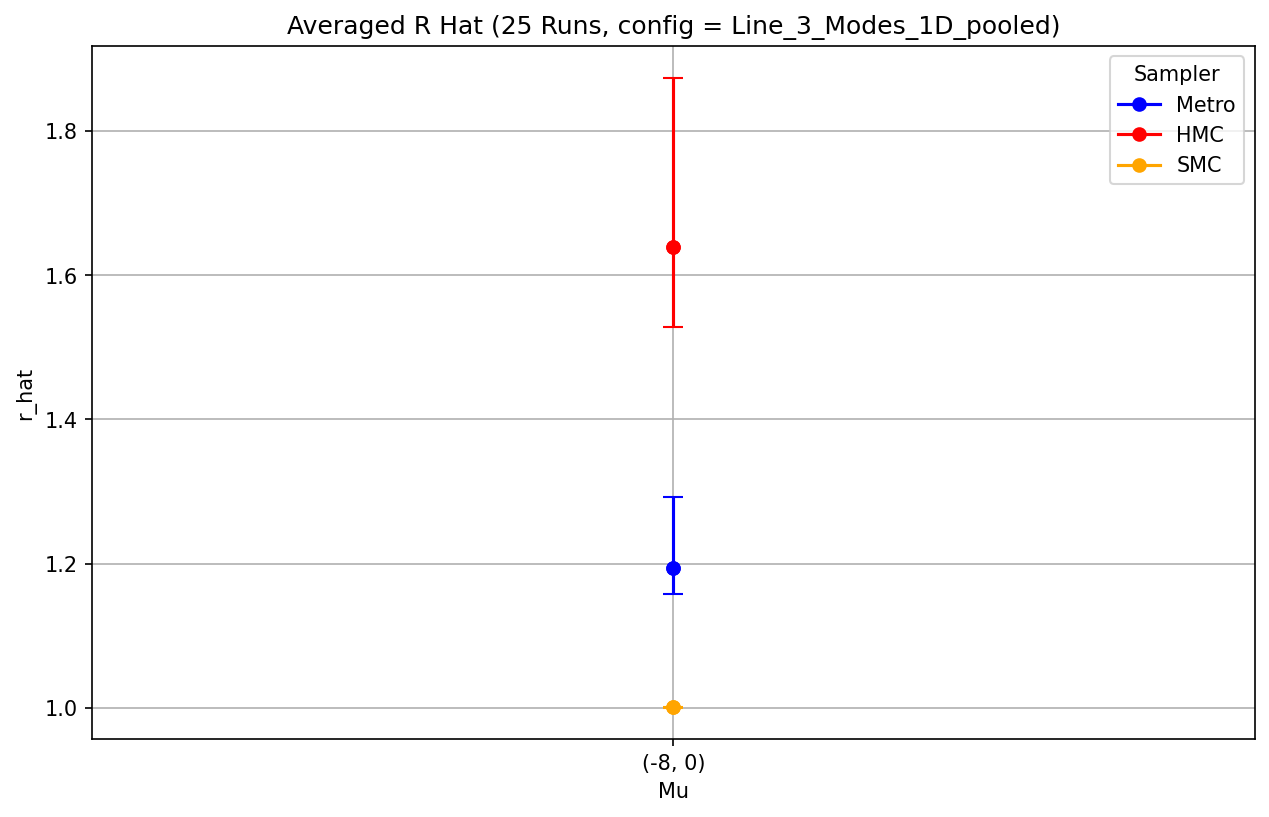 Averaged R Hat (25 Runs, config = Line_3_Modes_1D_pooled)
Sampler
Metro
HMC
SMC
r_hat
1.8
1.6
1.4
1.2
1.0
(-8, 0)
Mu